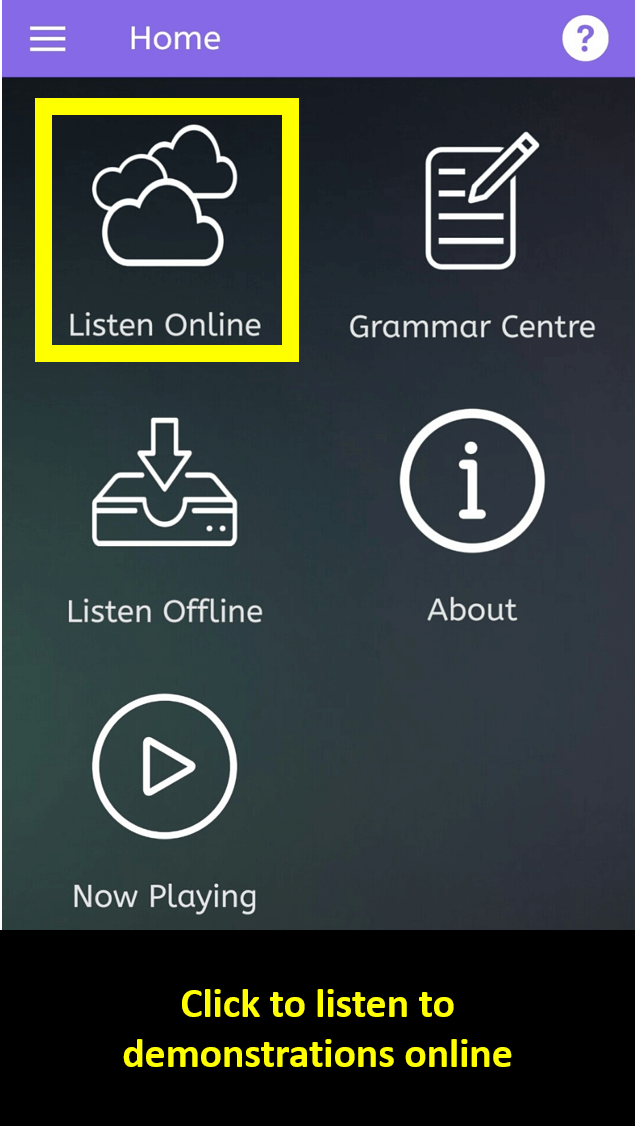 Home
?
Listen Online
Grammar Centre
Listen Offline
About
Now Playing
Click to listen to
demonstrations online